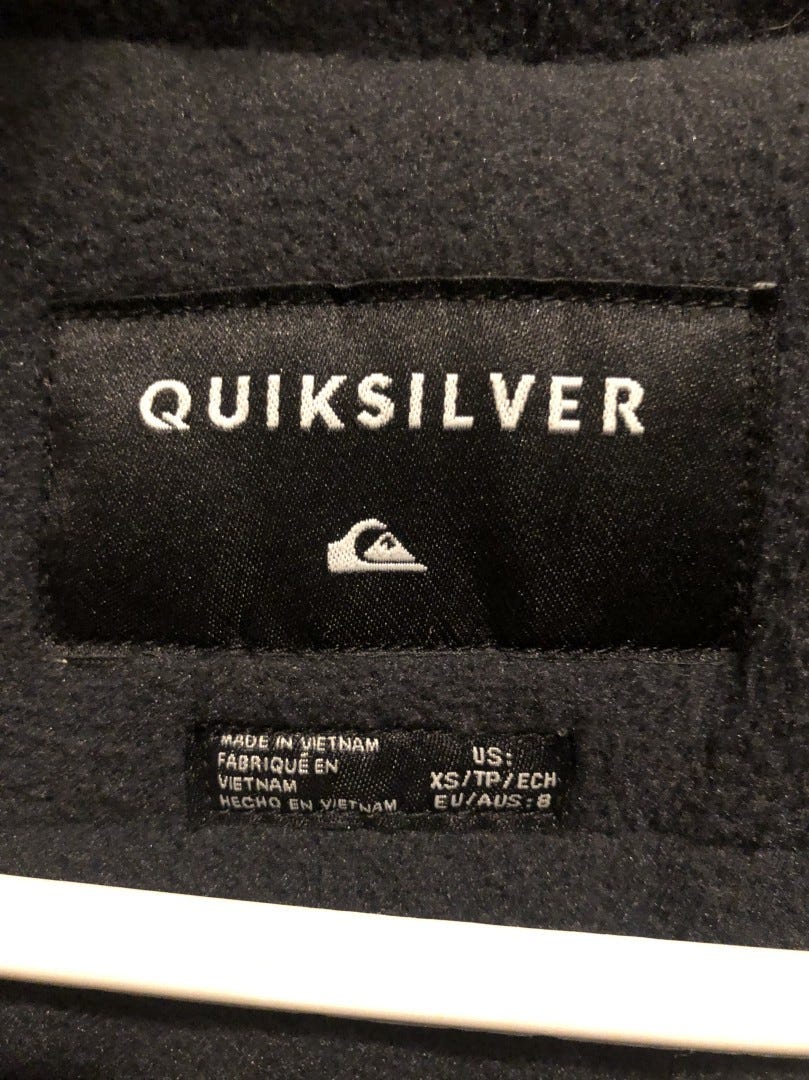 QUIKSILVER
MADE IN VIETNAM
FABRIQUÉ EN
VIETNAM
HECHO EN VIETNAM
US:
XS/TP/ECH
EU/AUS:8